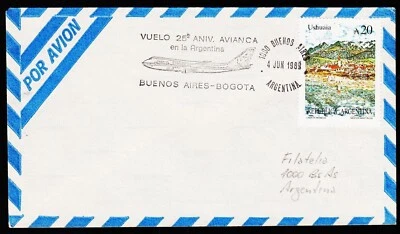 POR AVION
VUELO 25º ANIV. AVIANCA
en la Argentina
BUENOS AIRES-BOGOTA
1000 BUENOS AIRES
4 JUN 1988
ARGENTINA
Ushuaia
A20
REPUBLICA ARGENTINA
Filatelia
1000 Bs As
Argentina